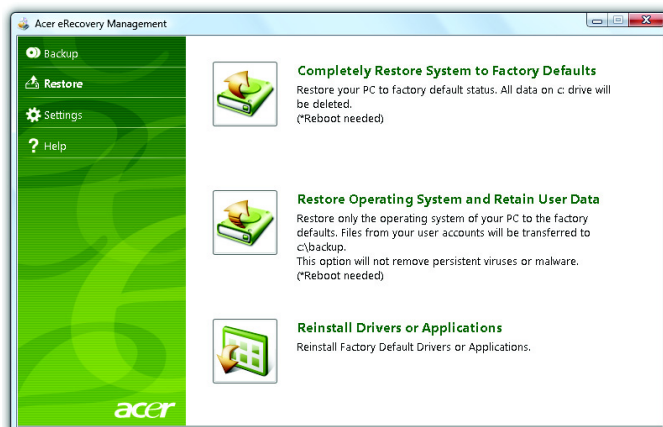 Acer eRecovery Management
Backup
Restore
Settings
? Help
Completely Restore System to Factory Defaults
Restore your PC to factory default status. All data on c: drive will
be deleted.
(*Reboot needed)
Restore Operating System and Retain User Data
Restore only the operating system of your PC to the factory
defaults. Files from your user accounts will be transferred to
c:\backup.
This option will not remove persistent viruses or malware.
(*Reboot needed)
Reinstall Drivers or Applications
Reinstall Factory Default Drivers or Applications.
acer